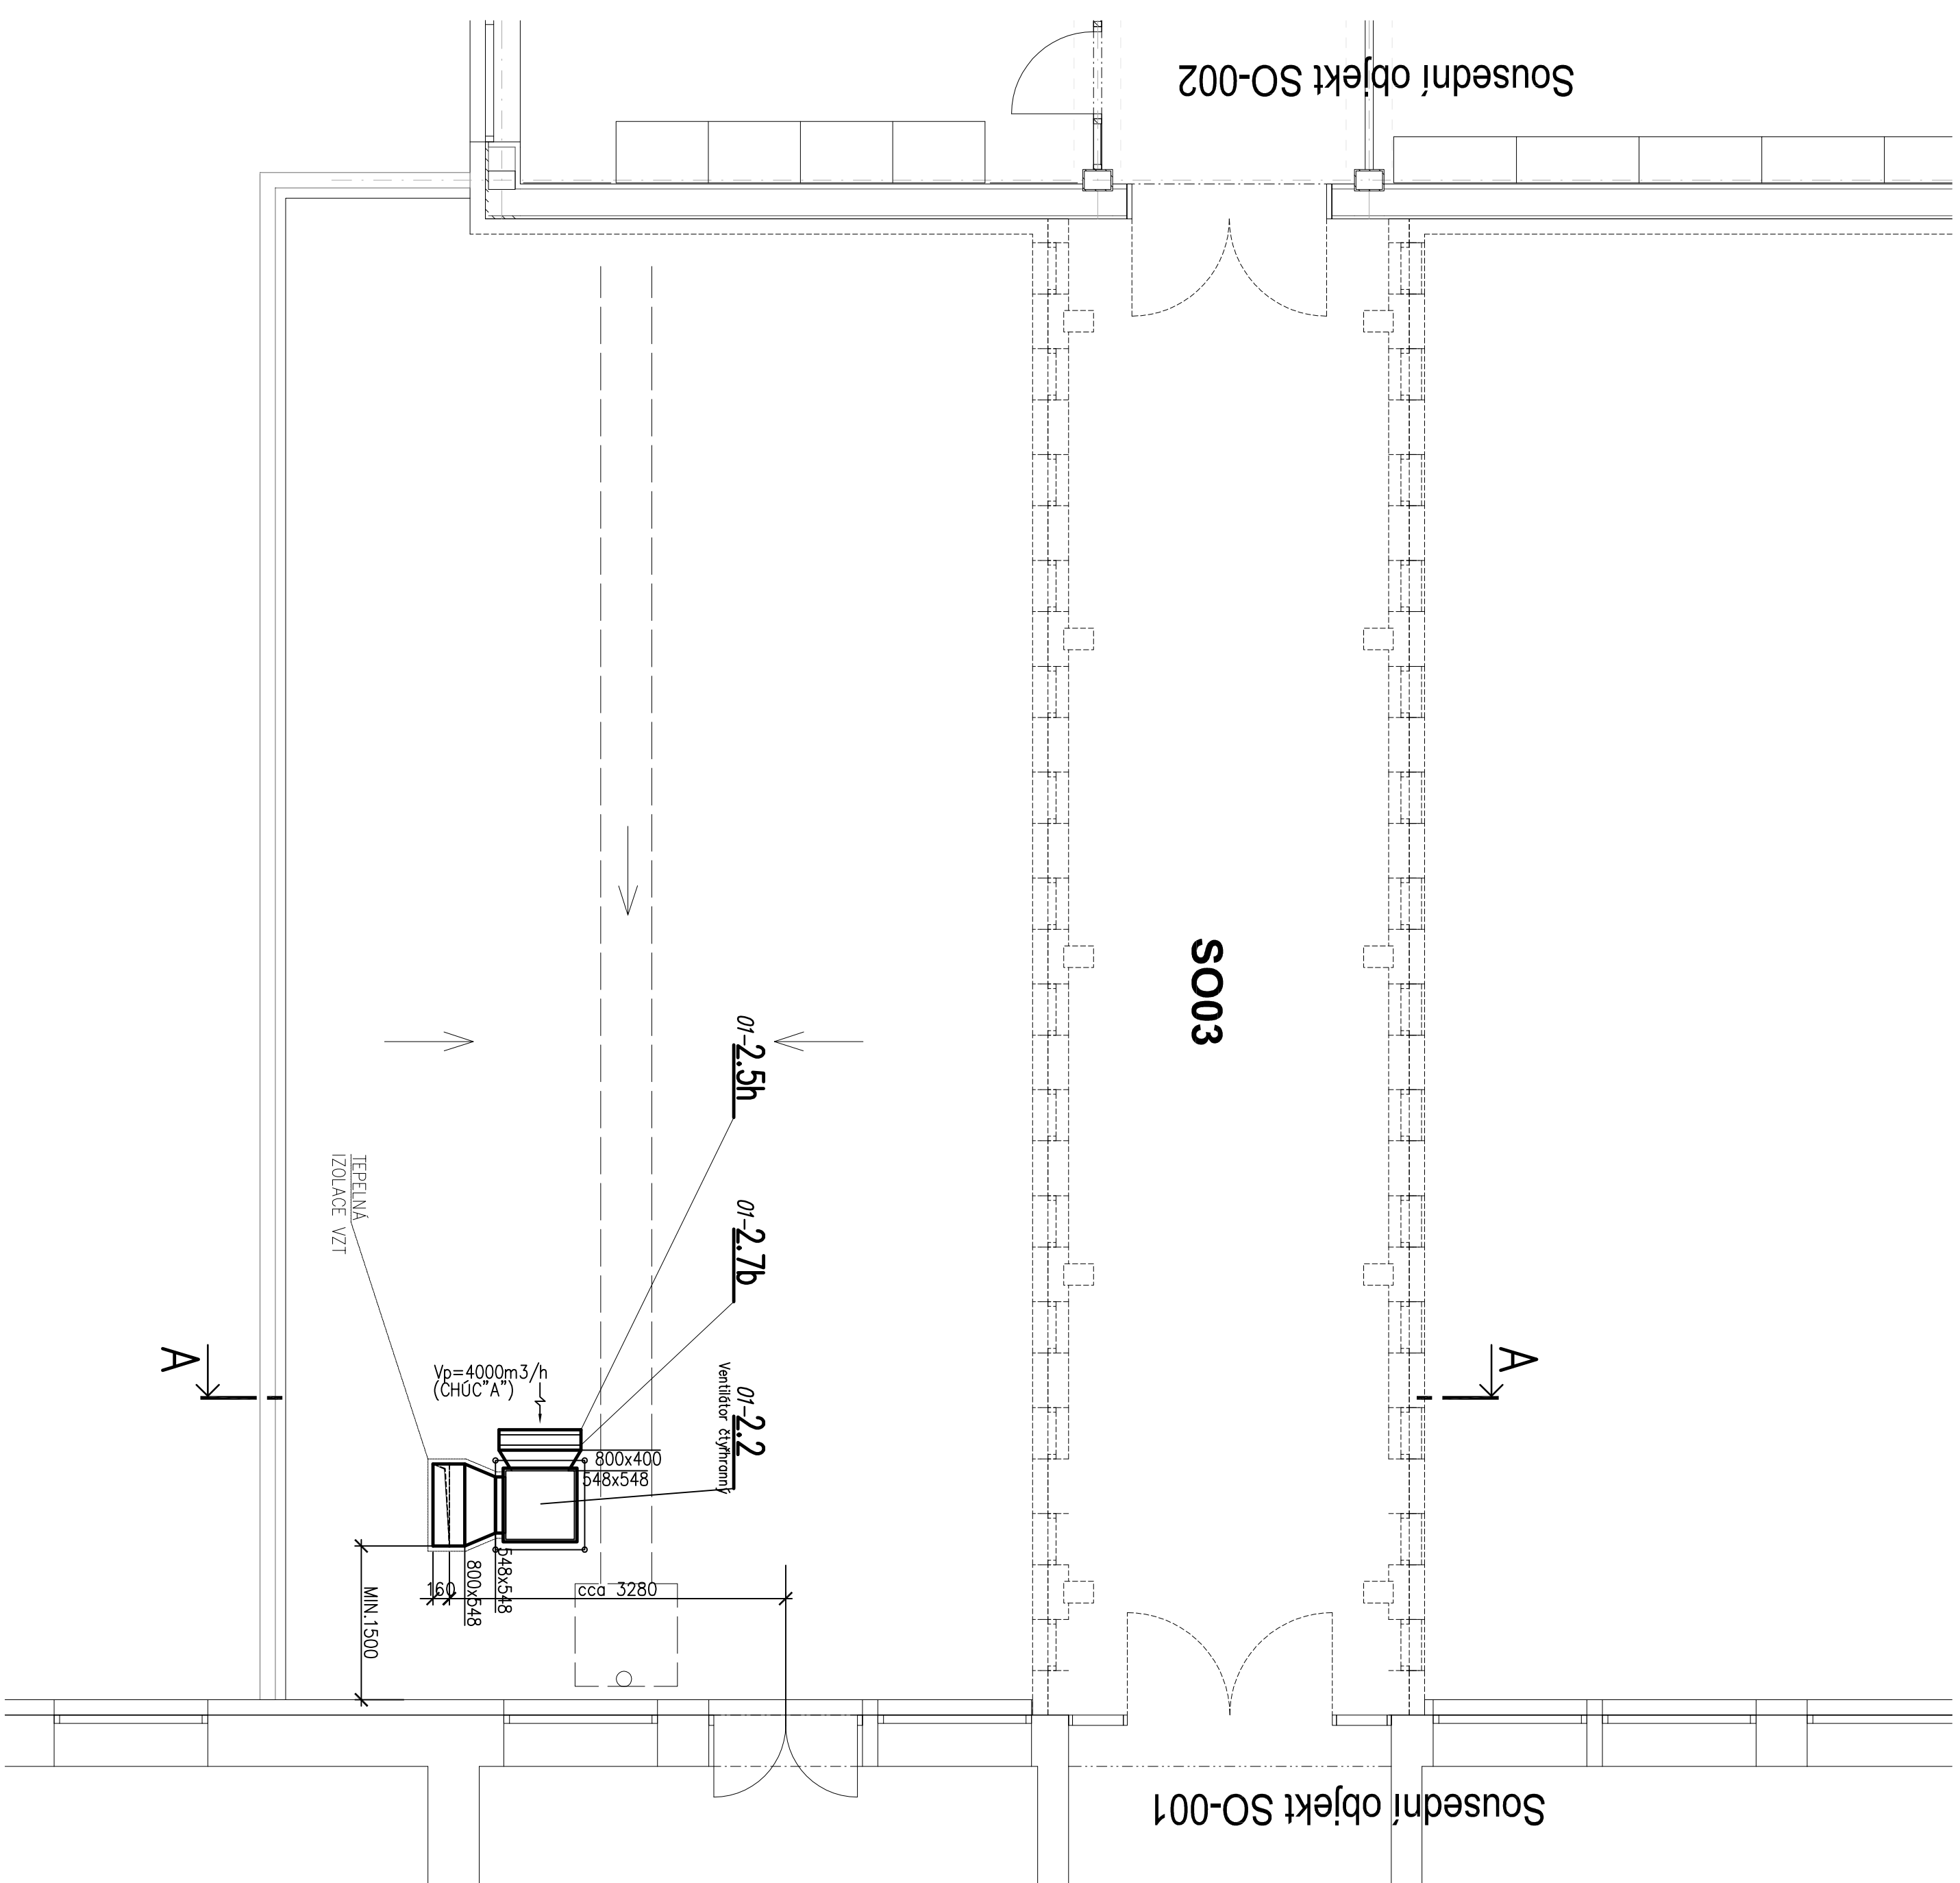 Sousední objekt SO-002
SO03
01-2.5h
01-2.7b
01-2.2
Ventilátor čtyřhranný
TEPELNÁ
IZOLACE VZT
A
A
Vp=4000m3/h
(CHÚC"A")
800x400
548x548
548x548
800x548
160
cca 3280
MIN.1500
Sousední objekt SO-001